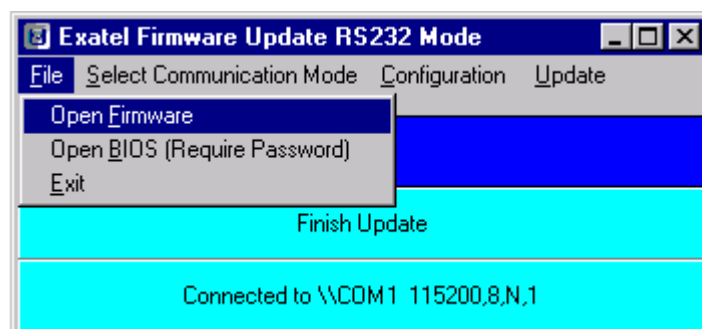 Exatel Firmware Update RS232 Mode
File Select Communication Mode Configuration Update
Open Firmware
Open BIOS (Require Password)
Exit
Finish Update
Connected to \\COM1 115200,8,N,1